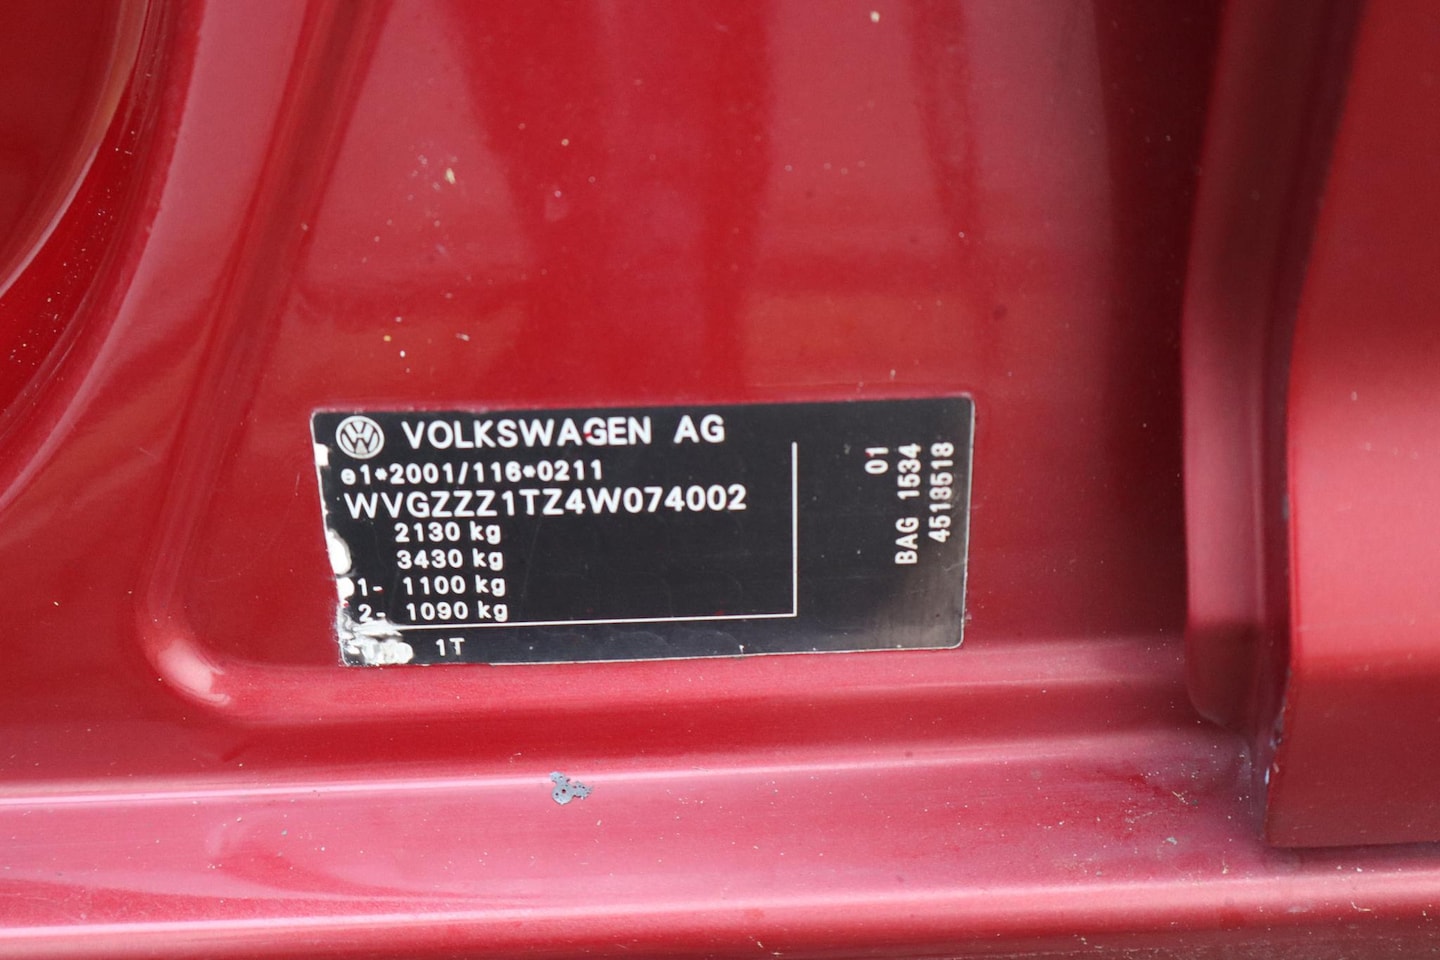 VOLKSWAGEN AG
e1*2001/116*0211
WVGZZZ1TZ4W074002
2130 kg
3430 kg
1- 1100 kg
2- 1090 kg
1T
01
BAG 1534
4518518